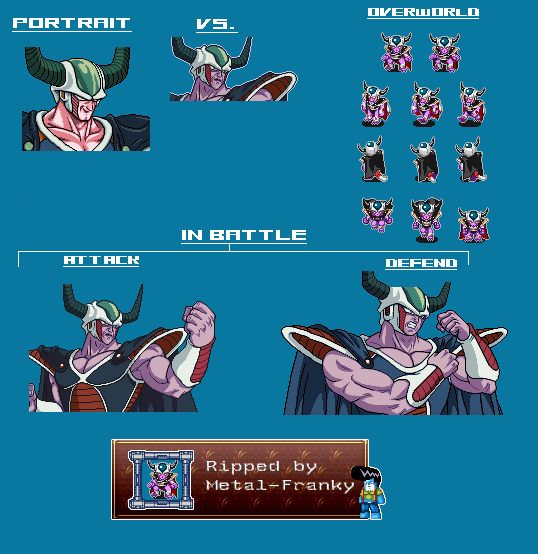 PORTRAIT
VS.
OVERWORLD
IN BATTLE
ATTACK
DEFEND
Ripped by
Metal-Franky